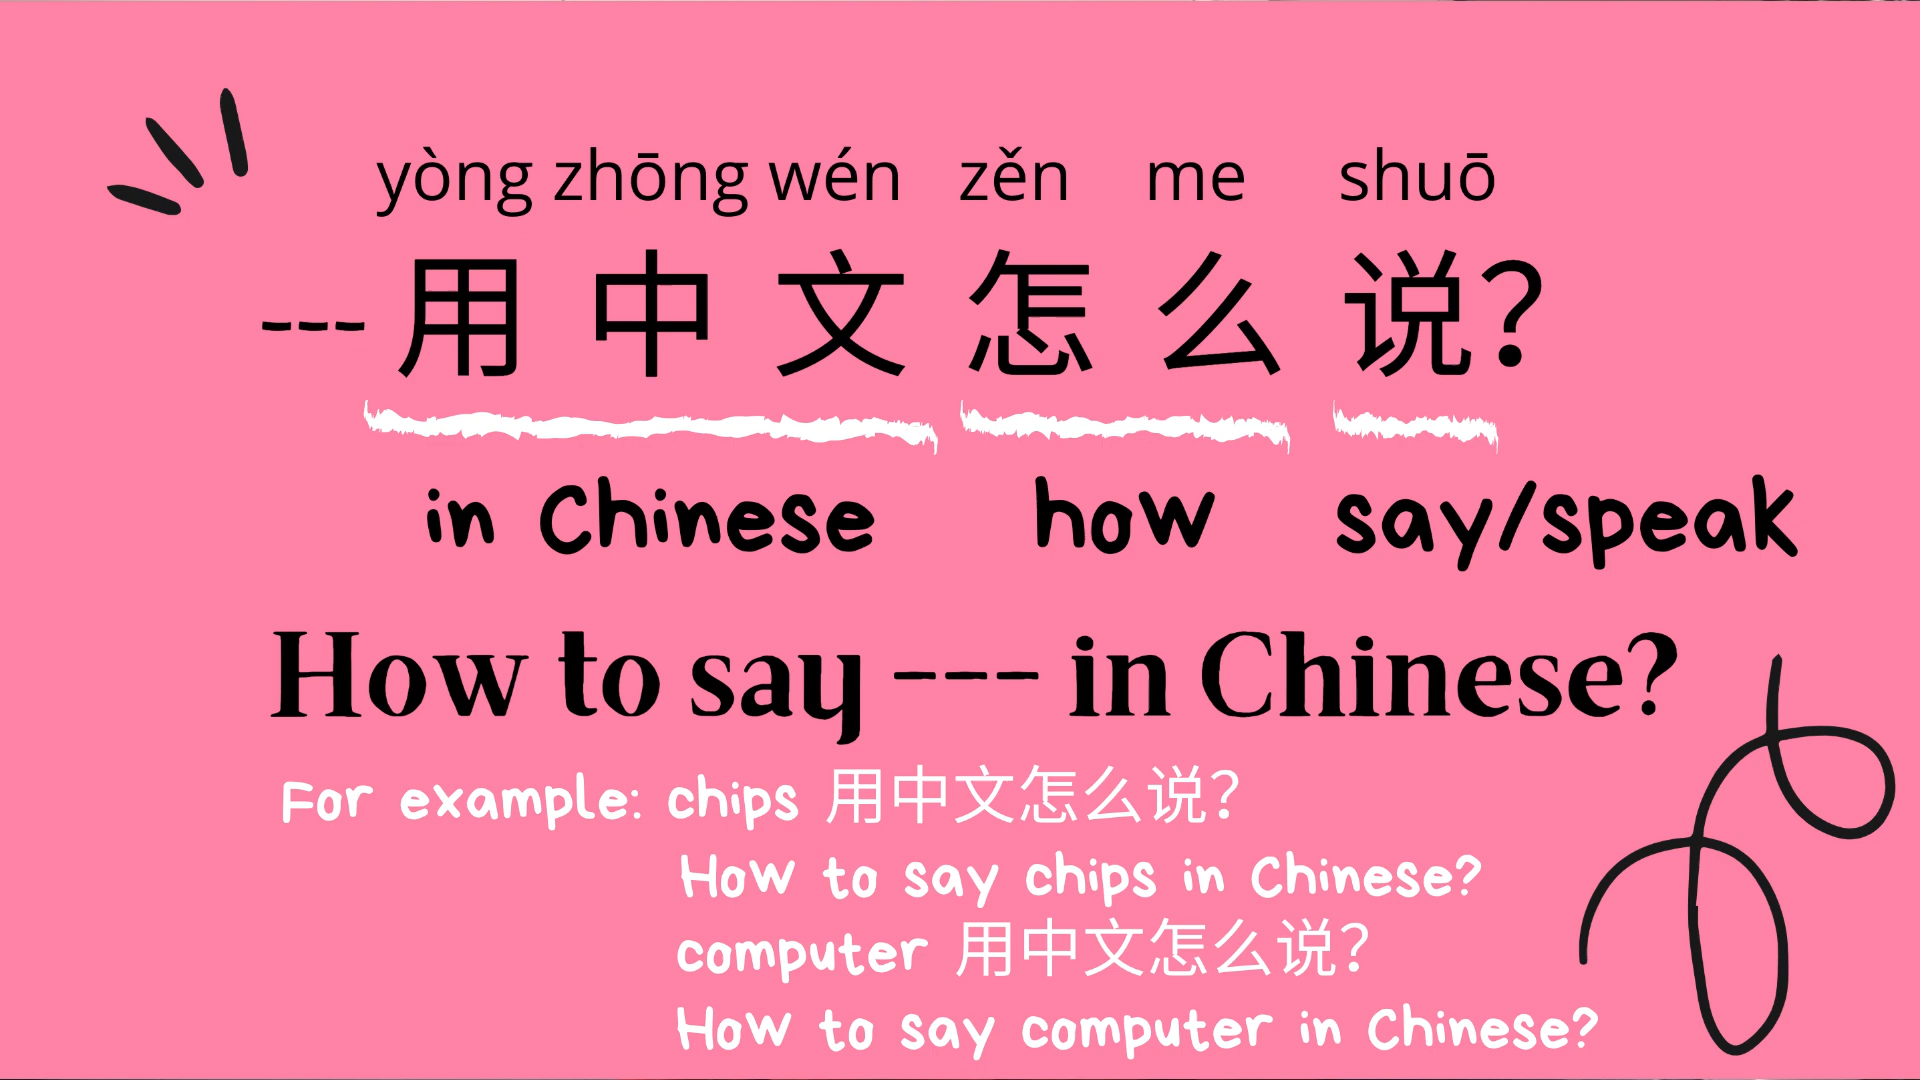 yòng zhōng wén zěn me shuō
---用中文怎么说?
in Chinese how say/speak
How to say --- in Chinese?
For example: chips 用中文怎么说?
How to say chips in Chinese?
computer 用中文怎么说?
How to say computer in Chinese?